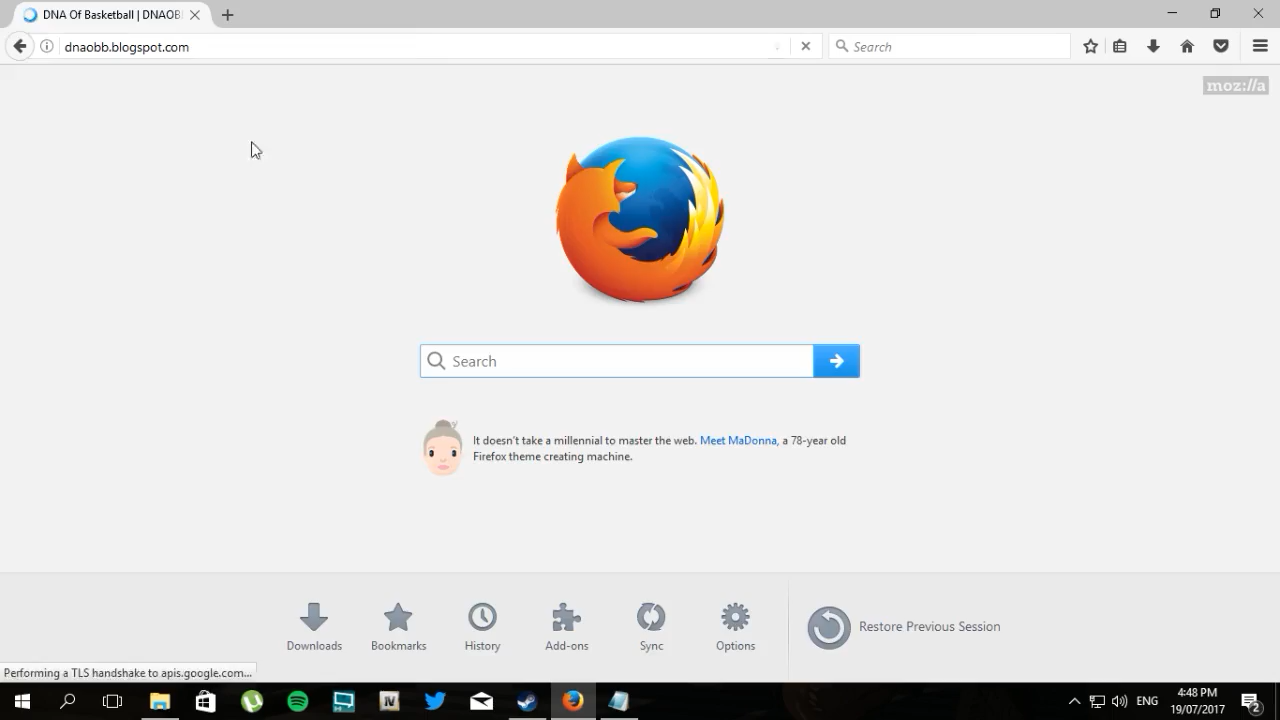 DNA Of Basketball | DNAOBB
dnaobb.blogspot.com
Search
moz://a
Search
It doesn't take a millennial to master the web. Meet MaDonna, a 78-year old
Firefox theme creating machine.
Downloads
Bookmarks
History
Add-ons
Sync
Options
Restore Previous Session
Performing a TLS handshake to apis.google.com...
IV
ENG
4:48 PM
19/07/2017
2